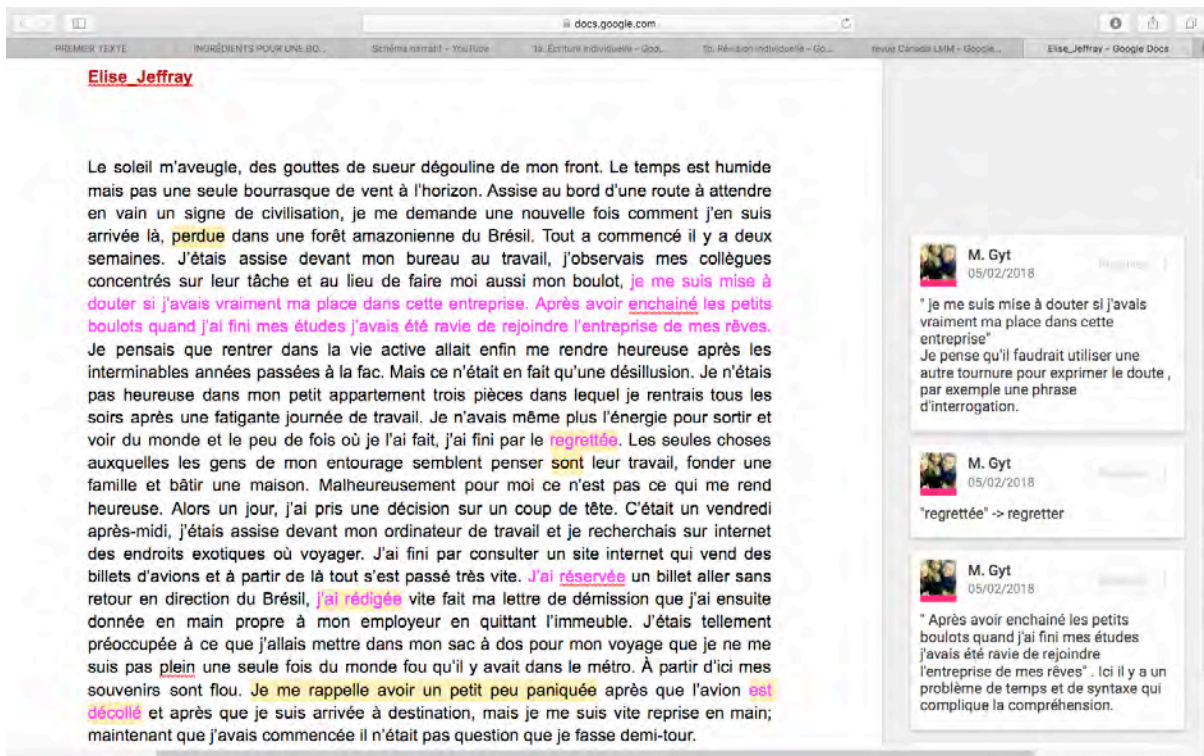 docs.google.com
PREMIER TEXTE
INGRÉDIENTS POUR UNE BO...
Schéma narratif - YouTube
1a. Écriture individuelle - Goo...
1b. Révision individuelle - Go...
revue Canada LMM - Google...
Elise_Jeffray - Google Docs
Elise_Jeffray
Le soleil m'aveugle, des gouttes de sueur dégouline de mon front. Le temps est humide
mais pas une seule bourrasque de vent à l'horizon. Assise au bord d'une route à attendre
en vain un signe de civilisation, je me demande une nouvelle fois comment j'en suis
arrivée là, perdue dans une forêt amazonienne du Brésil. Tout a commencé il y a deux
semaines. J'étais assise devant mon bureau au travail, j'observais mes collègues
concentrés sur leur tâche et au lieu de faire moi aussi mon boulot, je me suis mise à
douter si j'avais vraiment ma place dans cette entreprise. Après avoir enchainé les petits
boulots quand j'ai fini mes études j'avais été ravie de rejoindre l'entreprise de mes rêves.
Je pensais que rentrer dans la vie active allait enfin me rendre heureuse après les
interminables années passées à la fac. Mais ce n'était en fait qu'une désillusion. Je n'étais
pas heureuse dans mon petit appartement trois pièces dans lequel je rentrais tous les
soirs après une fatigante journée de travail. Je n'avais même plus l'énergie pour sortir et
voir du monde et le peu de fois où je l'ai fait, j'ai fini par le regrettée. Les seules choses
auxquelles les gens de mon entourage semblent penser sont leur travail, fonder une
famille et bâtir une maison. Malheureusement pour moi ce n'est pas ce qui me rend
heureuse. Alors un jour, j'ai pris une décision sur un coup de tête. C'était un vendredi
après-midi, j'étais assise devant mon ordinateur de travail et je recherchais sur internet
des endroits exotiques où voyager. J'ai fini par consulter un site internet qui vend des
billets d'avions et à partir de là tout s'est passé très vite. J'ai réservée un billet aller sans
retour en direction du Brésil, j'ai rédigée vite fait ma lettre de démission que j'ai ensuite
donnée en main propre à mon employeur en quittant l'immeuble. J'étais tellement
préoccupée à ce que j'allais mettre dans mon sac à dos pour mon voyage que je ne me
suis pas plein une seule fois du monde fou qu'il y avait dans le métro. À partir d'ici mes
souvenirs sont flou. Je me rappelle avoir un petit peu paniquée après que l'avion est
décollé et après que je suis arrivée à destination, mais je me suis vite reprise en main;
maintenant que j'avais commencée il n'était pas question que je fasse demi-tour.
M. Gyt
05/02/2018
" je me suis mise à douter si j'avais
vraiment ma place dans cette
entreprise"
Je pense qu'il faudrait utiliser une
autre tournure pour exprimer le doute ,
par exemple une phrase
d'interrogation.
M. Gyt
05/02/2018
"regrettée" -> regretter
M. Gyt
05/02/2018
" Après avoir enchainé les petits
boulots quand j'ai fini mes études
j'avais été ravie de rejoindre
l'entreprise de mes rêves" . Ici il y a un
problème de temps et de syntaxe qui
complique la compréhension.